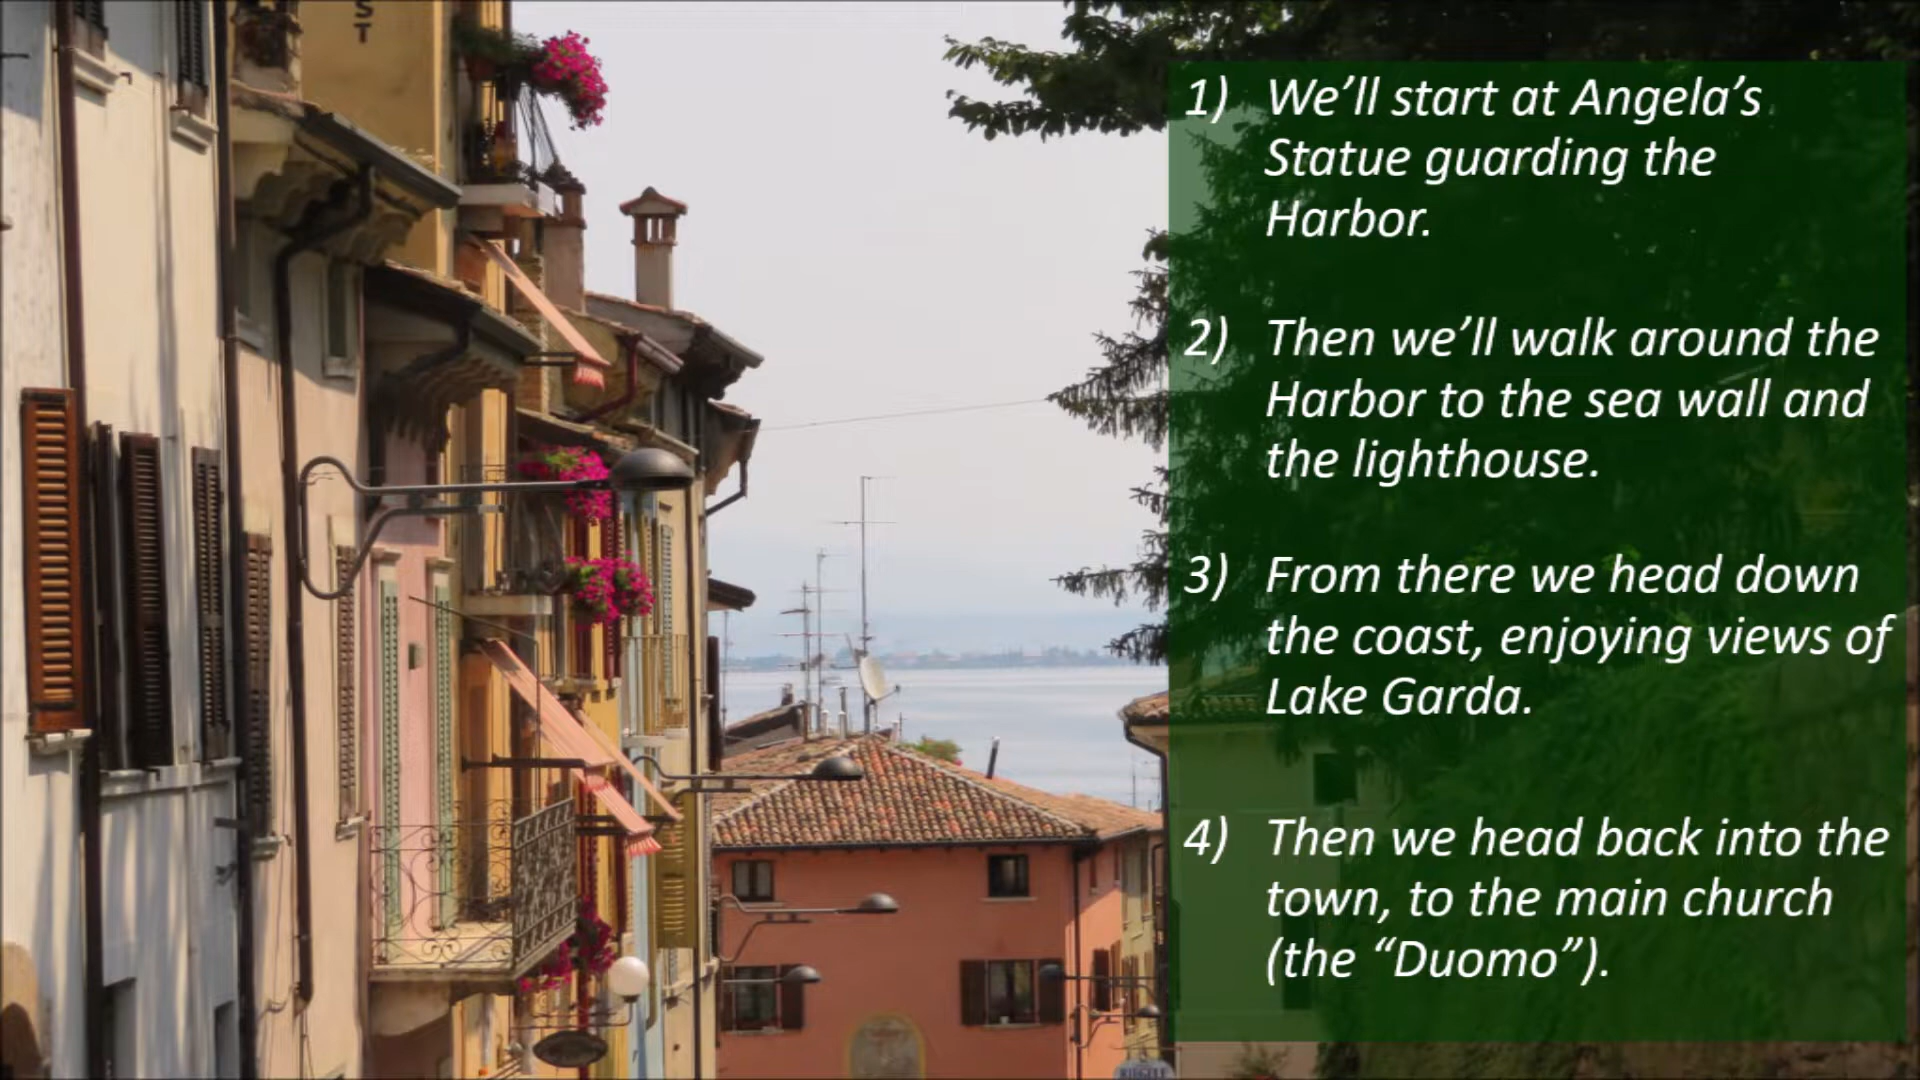 ST
1) We’ll start at Angela’s
Statue guarding the
Harbor.
2) Then we’ll walk around the
Harbor to the sea wall and
the lighthouse.
3) From there we head down
the coast, enjoying views of
Lake Garda.
4) Then we head back into the
town, to the main church
(the “Duomo”).